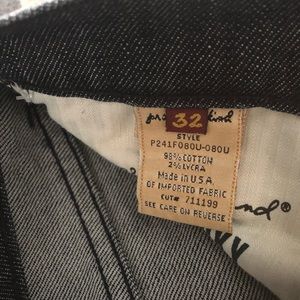 32
STYLE
P241F080U-080U
98% COTTON
2% LYCRA
Made in U.S.A
OF IMPORTED FABRIC
CUT# 711199
SEE CARE ON REVERSE